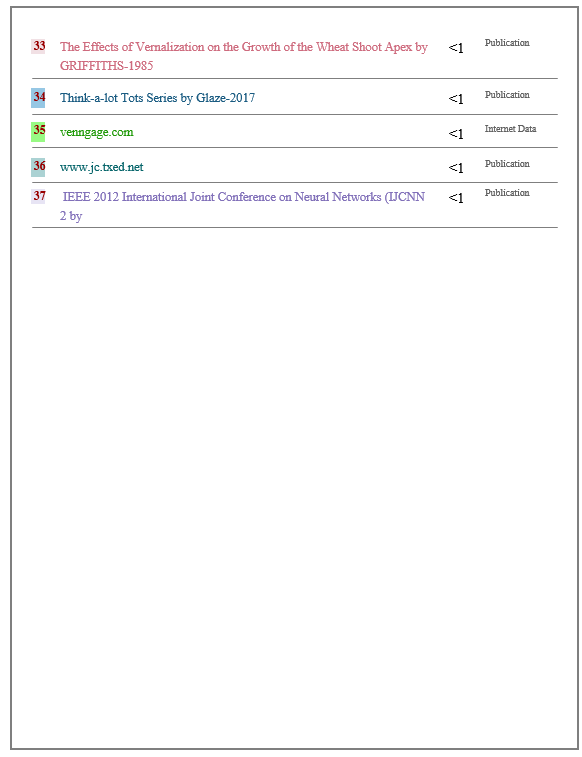 33 The Effects of Vernalization on the Growth of the Wheat Shoot Apex by <1 Publication
GRIFFITHS-1985
34 Think-a-lot Tots Series by Glaze-2017 <1 Publication
35 venngage.com <1 Internet Data
36 www.jc.txed.net <1 Publication
37 IEEE 2012 International Joint Conference on Neural Networks (IJCNN <1 Publication
2 by